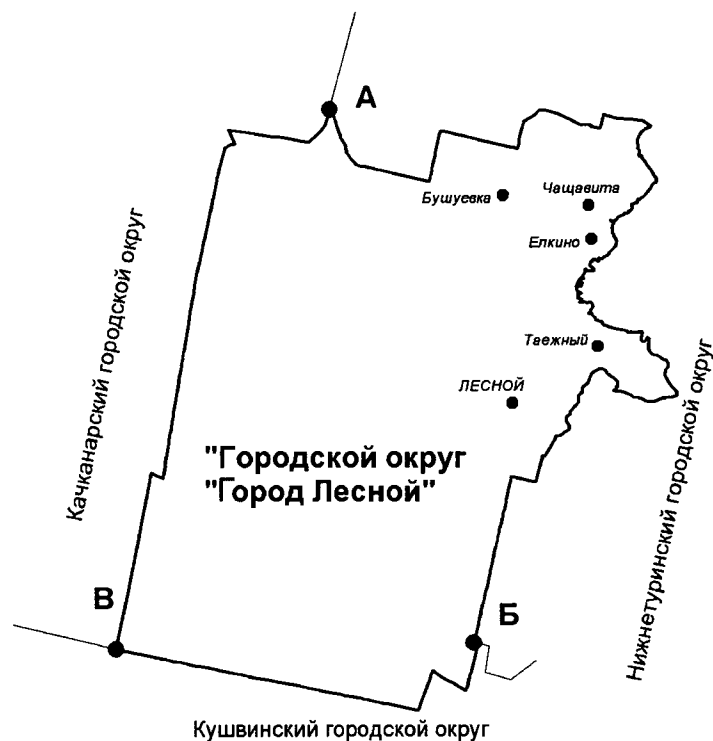 А
Бушуевка
Чащавита
Елкино
Качканарский городской округ
Таежный
ЛЕСНОЙ
Нижнетуринский городской округ
"Городской округ
"Город Лесной"
В
Б
Кушвинский городской округ